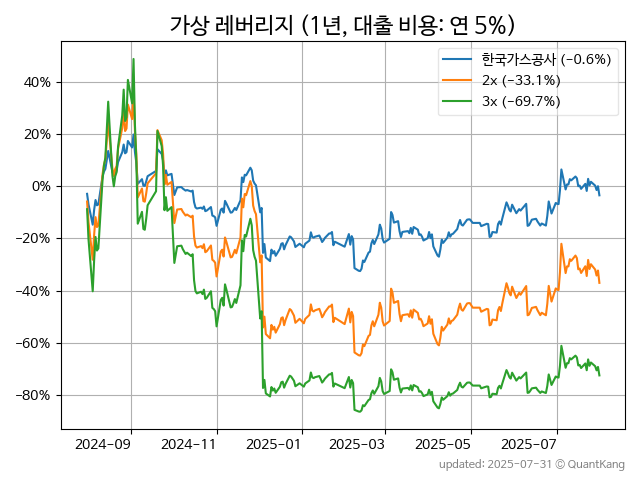 가상 레버리지 (1년, 대출 비용: 연 5%)
한국가스공사 (−0.6%)
2x (−33.1%)
3x (−69.7%)
40%
20%
0%
−20%
−40%
−60%
−80%
2024-09
2024-11
2025-01
2025-03
2025-05
2025-07
updated: 2025-07-31 © QuantKang